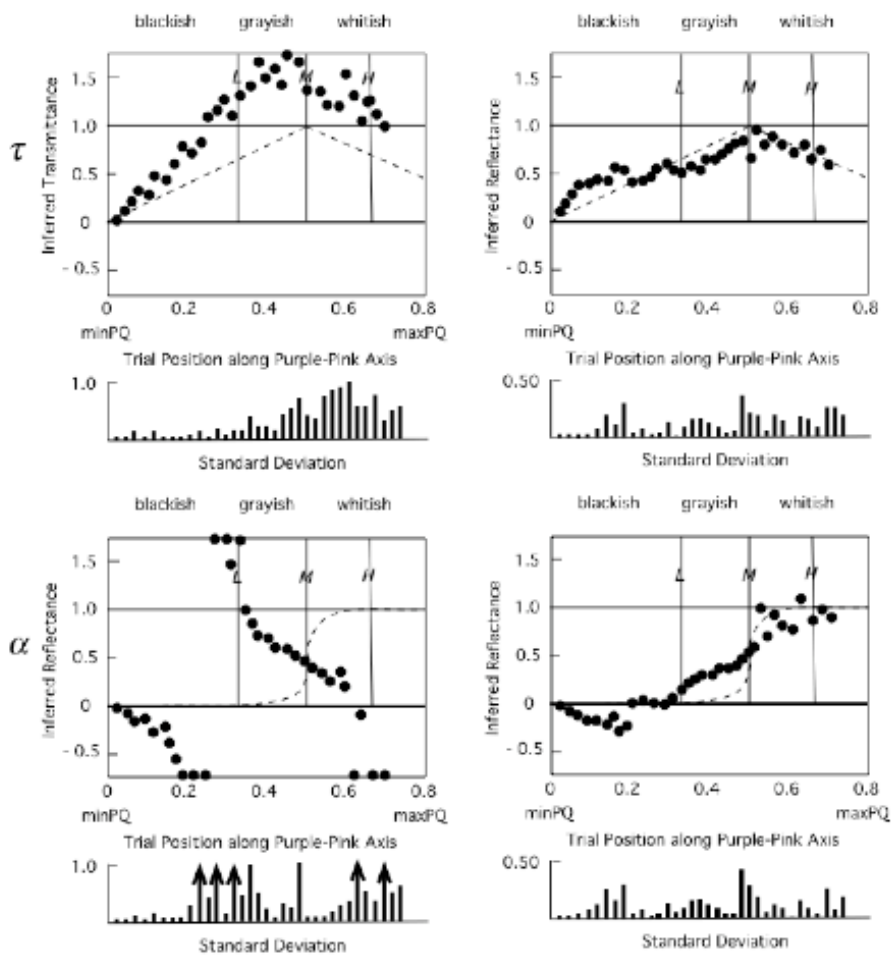 blackish grayish whitish
blackish grayish whitish
τ
Inferred Transmittance
1.5
1.0
0.5
0
- 0.5
L
M
H
0 0.2 0.4 0.6 0.8
minPQ maxPQ
Trial Position along Purple-Pink Axis
1.0
Standard Deviation
Inferred Reflectance
1.5
1.0
0.5
0
- 0.5
L
M
H
0 0.2 0.4 0.6 0.8
minPQ maxPQ
Trial Position along Purple-Pink Axis
0.50
Standard Deviation
blackish grayish whitish
blackish grayish whitish
α
Inferred Reflectance
1.5
1.0
0.5
0
- 0.5
L
M
H
0 0.2 0.4 0.6 0.8
minPQ maxPQ
Trial Position along Purple-Pink Axis
1.0
Standard Deviation
Inferred Reflectance
1.5
1.0
0.5
0
- 0.5
L
M
H
0 0.2 0.4 0.6 0.8
minPQ maxPQ
Trial Position along Purple-Pink Axis
0.50
Standard Deviation